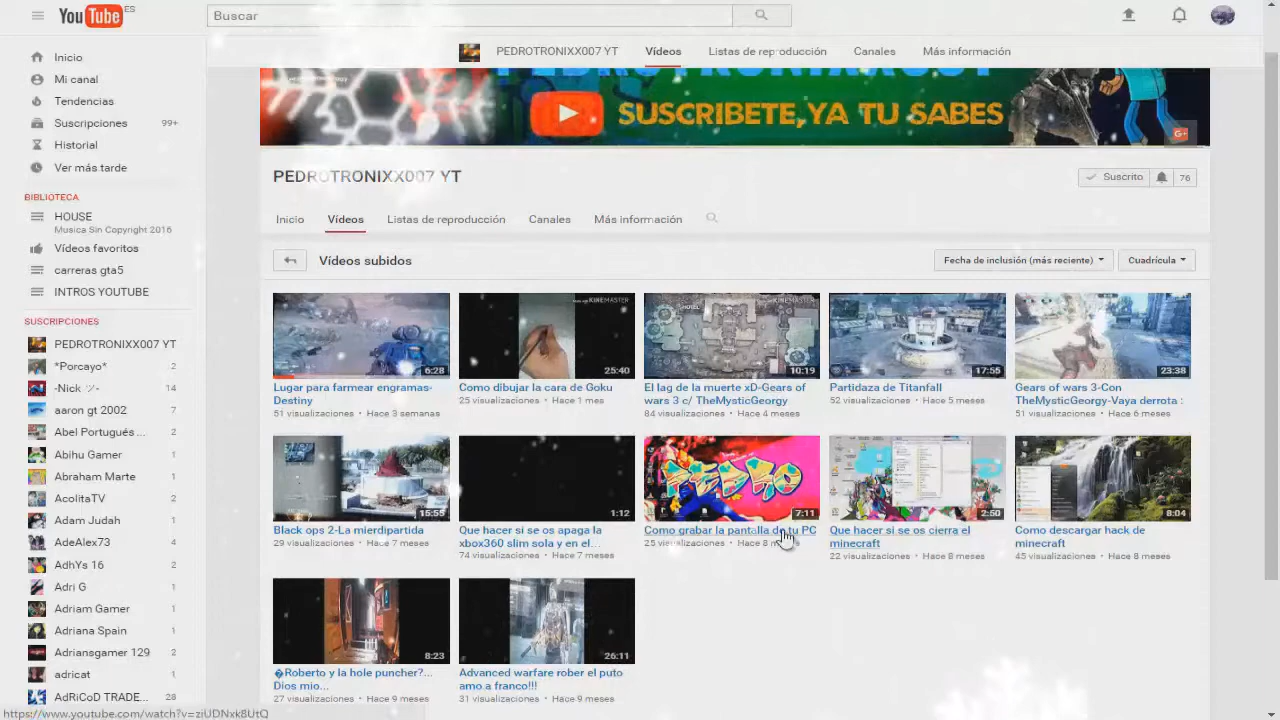 YouTube ES
Buscar
PEDROTRONIXX007 YT Vídeos Listas de reproducción Canales Más información
Inicio
Mi canal
Tendencias
Suscripciones 99+
Historial
Ver más tarde
BIBLIOTECA
HOUSE
Musica Sin Copyright 2016
Vídeos favoritos
carreras gta5
INTROS YOUTUBE
SUSCRIPCIONES
PEDROTRONIXX007 YT
*Porcayo* 2
-Nick 14
aaron gt 2002 7
Abel Portugués ... 2
Abihu Gamer 1
Abraham Marte 1
AcolitaTV 2
Adam Judah 1
AdeAlex73 4
AdhYs 16 1
Adri G 1
Adriam Gamer 1
Adriana Spain 1
Adriansgamer 129 2
adricat 1
AdRiCoD TRADE... 28
SUSCRIBETE,YA TU SABES
G+
PEDROTRONIXX007 YT
Suscrito 76
Inicio Vídeos Listas de reproducción Canales Más información
Vídeos subidos
Fecha de inclusión (más reciente) Cuadrícula
6:28
Lugar para farmear engramas-
Destiny
51 visualizaciones • Hace 3 semanas
KINEMASTER
25:40
Como dibujar la cara de Goku
25 visualizaciones • Hace 1 mes
HOTEL
KINEMASTER
10:19
El lag de la muerte xD-Gears of
wars 3 c/ TheMysticGeorgy
84 visualizaciones • Hace 4 meses
17:55
Partidaza de Titanfall
52 visualizaciones • Hace 5 meses
23:38
Gears of wars 3-Con
TheMysticGeorgy-Vaya derrota :
51 visualizaciones • Hace 6 meses
15:55
Black ops 2-La mierdipartida
29 visualizaciones • Hace 7 meses
1:12
Que hacer si se os apaga la
xbox360 slim sola y en el...
74 visualizaciones • Hace 7 meses
7:11
Como grabar la pantalla de tu PC
25 visualizaciones • Hace 8 meses
2:50
Que hacer si se os cierra el
minecraft
22 visualizaciones • Hace 8 meses
8:04
Como descargar hack de
minecraft
45 visualizaciones • Hace 8 meses
8:23
�Roberto y la hole puncher?...
Dios mio...
27 visualizaciones • Hace 9 meses
26:11
Advanced warfare rober el puto
amo a franco!!!
31 visualizaciones • Hace 9 meses
https://www.youtube.com/watch?v=ziUDNxk8UtQ